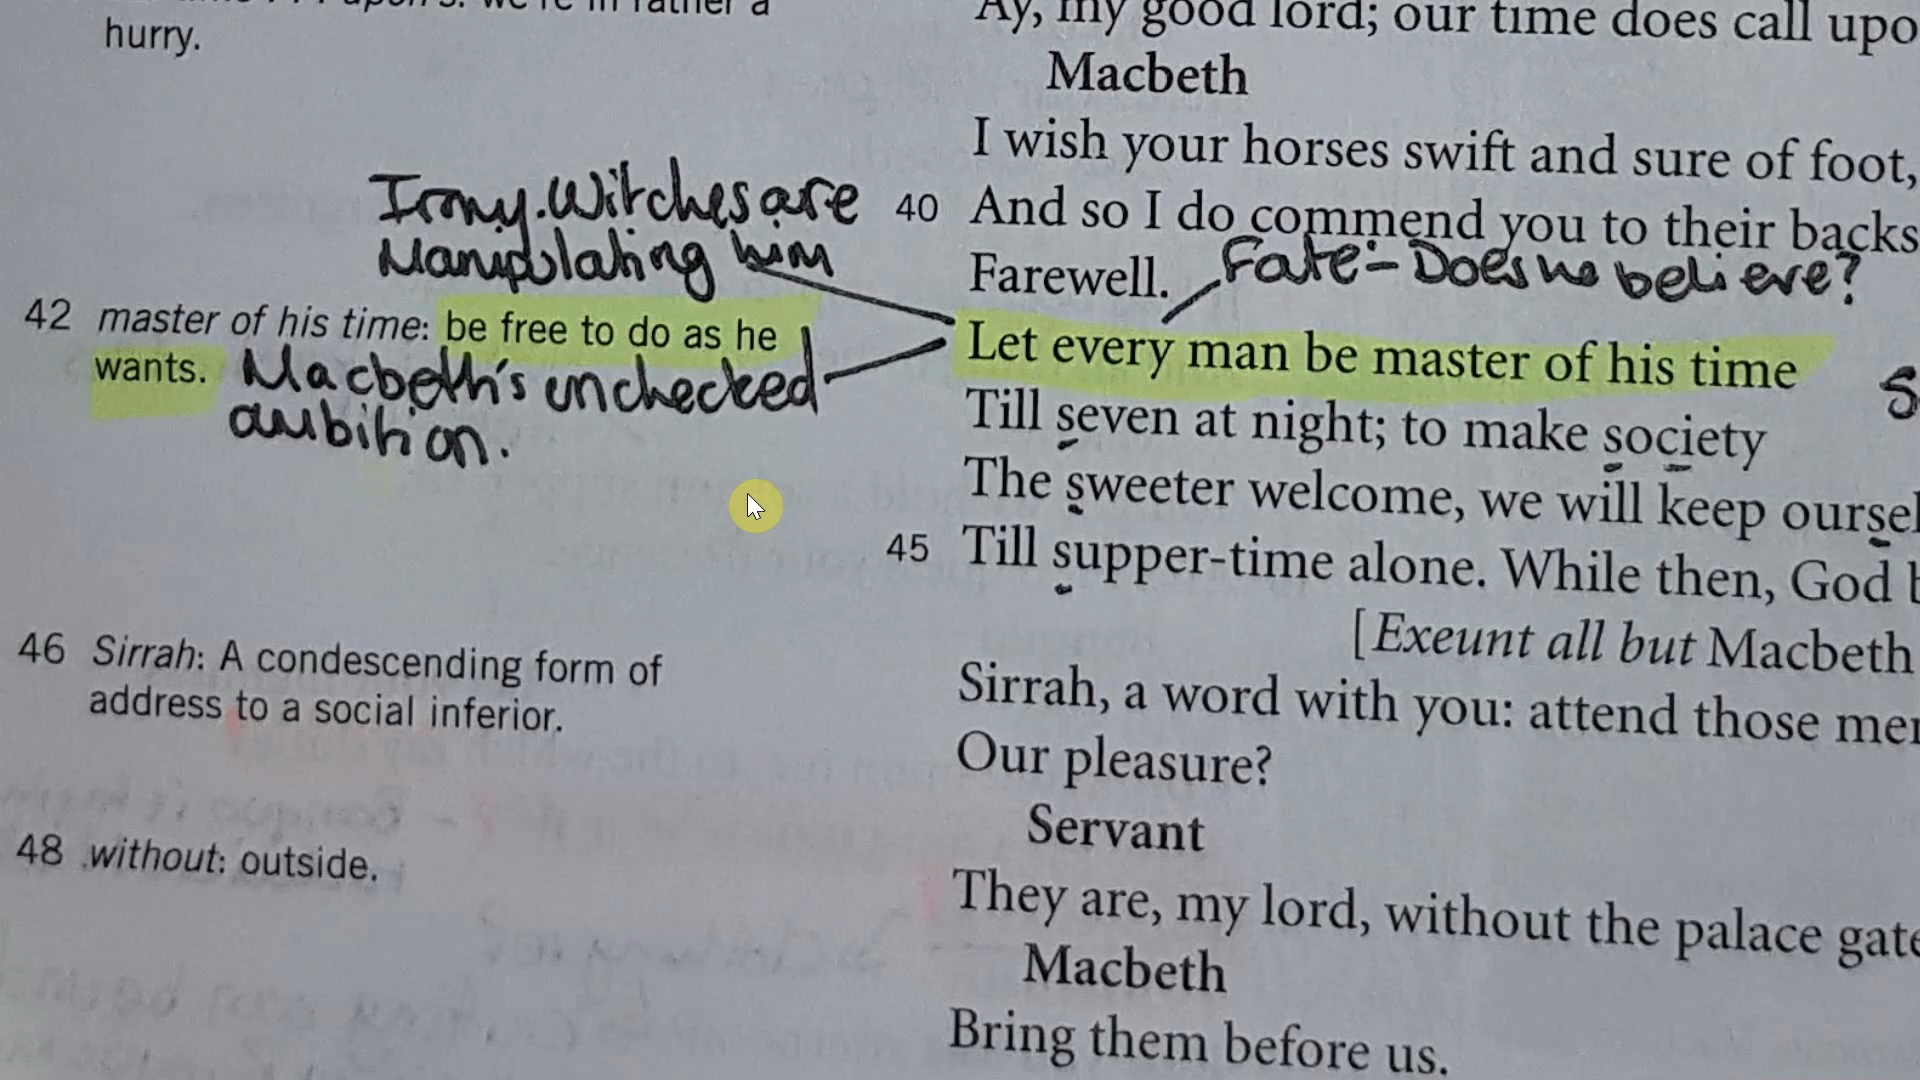 hurry.
Ay, my good lord; our time does call upo
Macbeth
I wish your horses swift and sure of foot,
40 And so I do commend you to their backs
Farewell.
Irony. Witches are
Manipulating him
Fate:- Does he believe?
42 master of his time: be free to do as he
wants.
Macbeth's unchecked
ambition.
Let every man be master of his time
Till seven at night; to make society
The sweeter welcome, we will keep oursel
45 Till supper-time alone. While then, God b
[Exeunt all but Macbeth
46 Sirrah: A condescending form of
address to a social inferior.
Sirrah, a word with you: attend those men
Our pleasure?
Servant
48 without: outside.
They are, my lord, without the palace gate
Macbeth
Bring them before us.